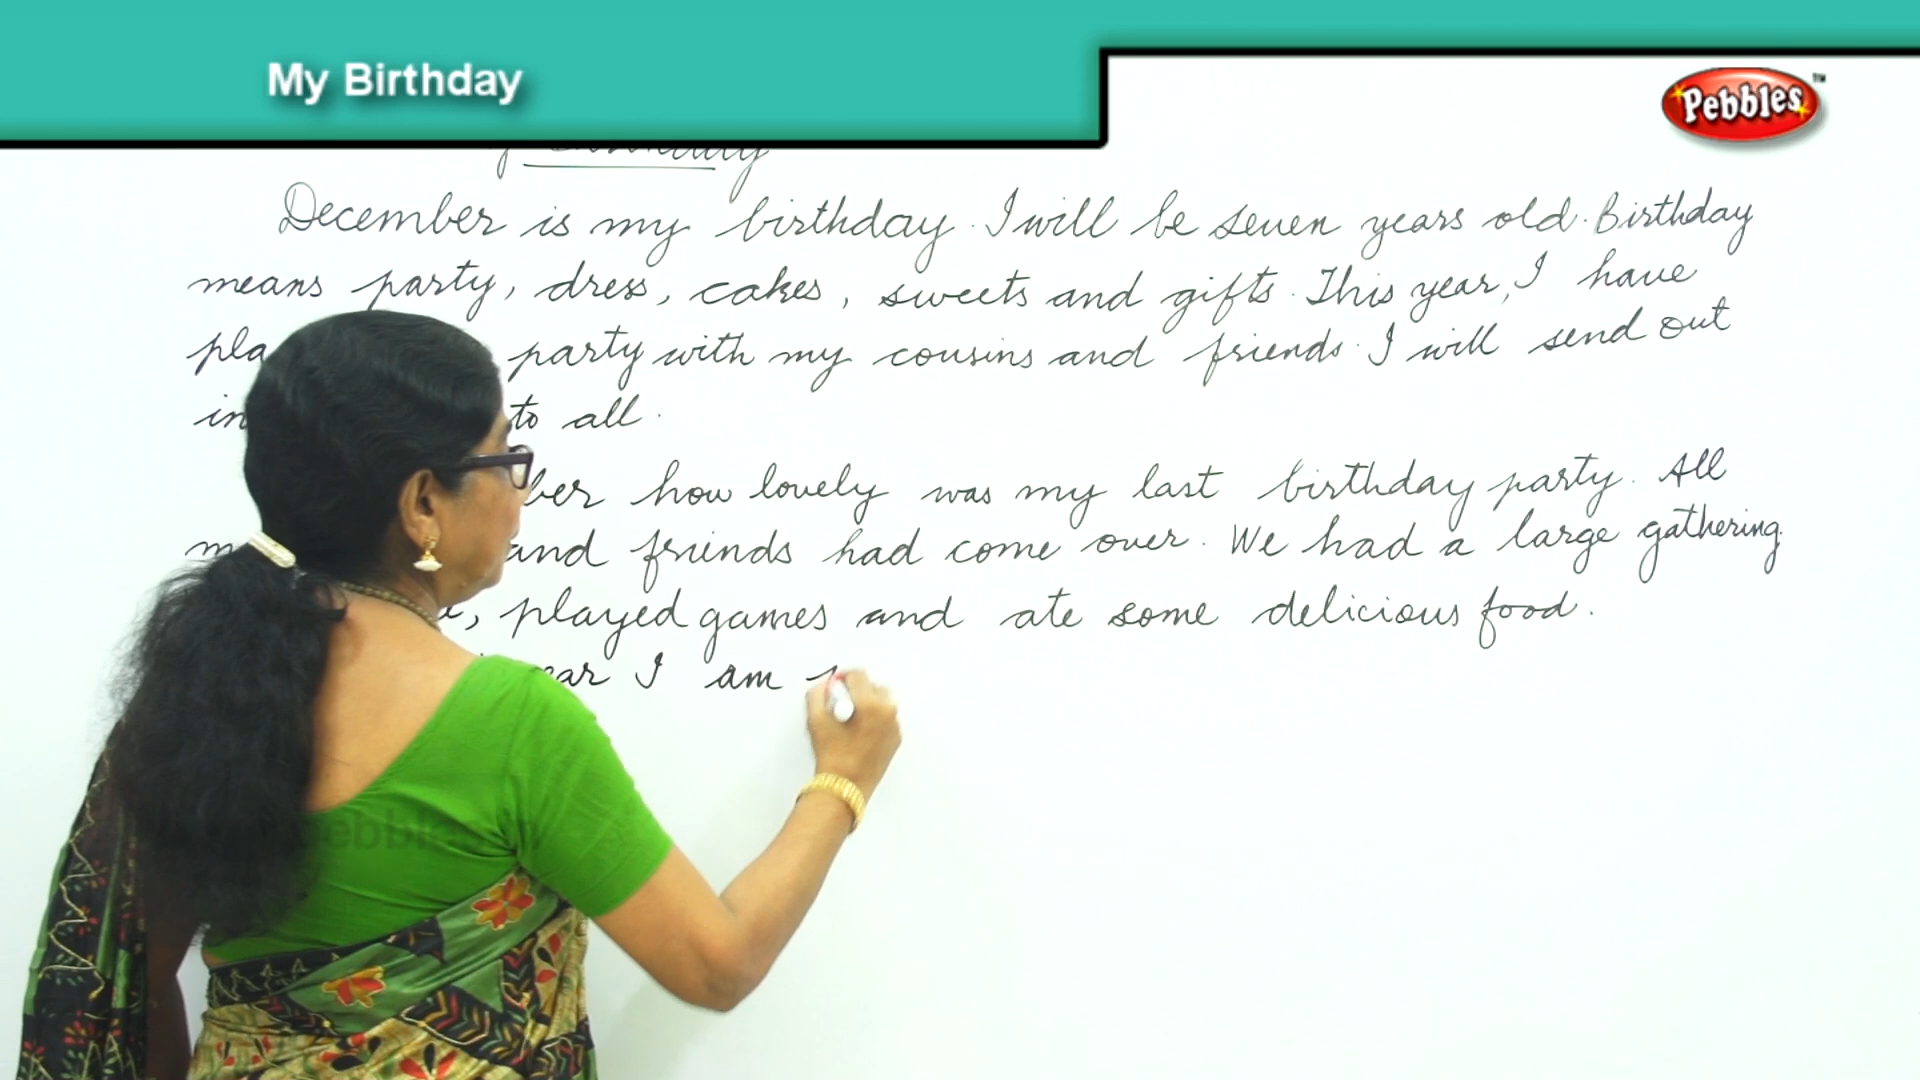 My Birthday
Pebbles TM
December is my birthday. I will be seven years old. Birthday
means party, dress, cakes, sweets and gifts. This year, I have
party with my cousins and friends. I will send out
to all.
how lovely was my last birthday party. All
and friends had come over. We had a large gathering
played games and ate some delicious food.
I am